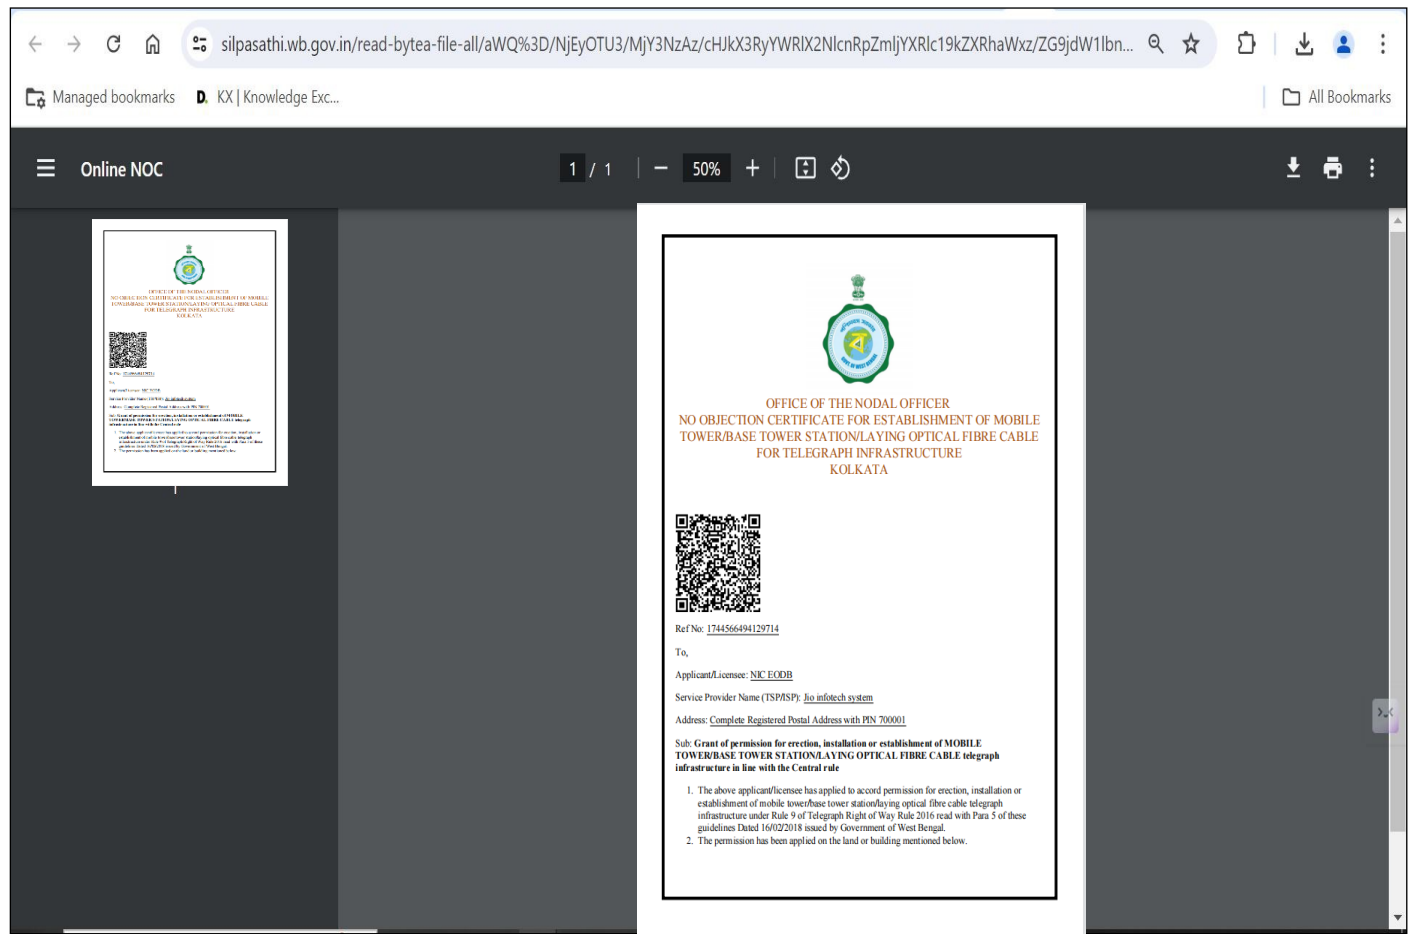 silpasathi.wb.gov.in/read-bytea-file-all/aWQ%3D/NjEyOTU3/MjY3NzAz/cHJkX3RyYWRlX2NlcnRpZmljYXRlc19kZXRhaWxz/ZG9jdW1lbn...
Managed bookmarks D. KX | Knowledge Exc... All Bookmarks
Online NOC 1 / 1 50%
OFFICE OF THE NODAL OFFICER
NO OBJECTION CERTIFICATE FOR ESTABLISHMENT OF MOBILE
TOWER/BASE TOWER STATION/LAYING OPTICAL FIBRE CABLE
FOR TELEGRAPH INFRASTRUCTURE
KOLKATA
Ref No: 1744566494129714
To,
Applicant/Licensee: NIC EODB
Service Provider Name (TSP/ISP): Jio infotech system
Address: Complete Registered Postal Address with PIN 700001
Sub: Grant of permission for erection, installation or establishment of MOBILE
TOWER/BASE TOWER STATION/LAYING OPTICAL FIBRE CABLE telegraph
infrastructure in line with the Central rule
1. The above applicant/licensee has applied to accord permission for erection, installation or
establishment of mobile tower/base tower station/laying optical fibre cable telegraph
infrastructure under Rule 9 of Telegraph Right of Way Rule 2016 read with Para 5 of these
guidelines Dated 16/02/2018 issued by Government of West Bengal.
2. The permission has been applied on the land or building mentioned below.